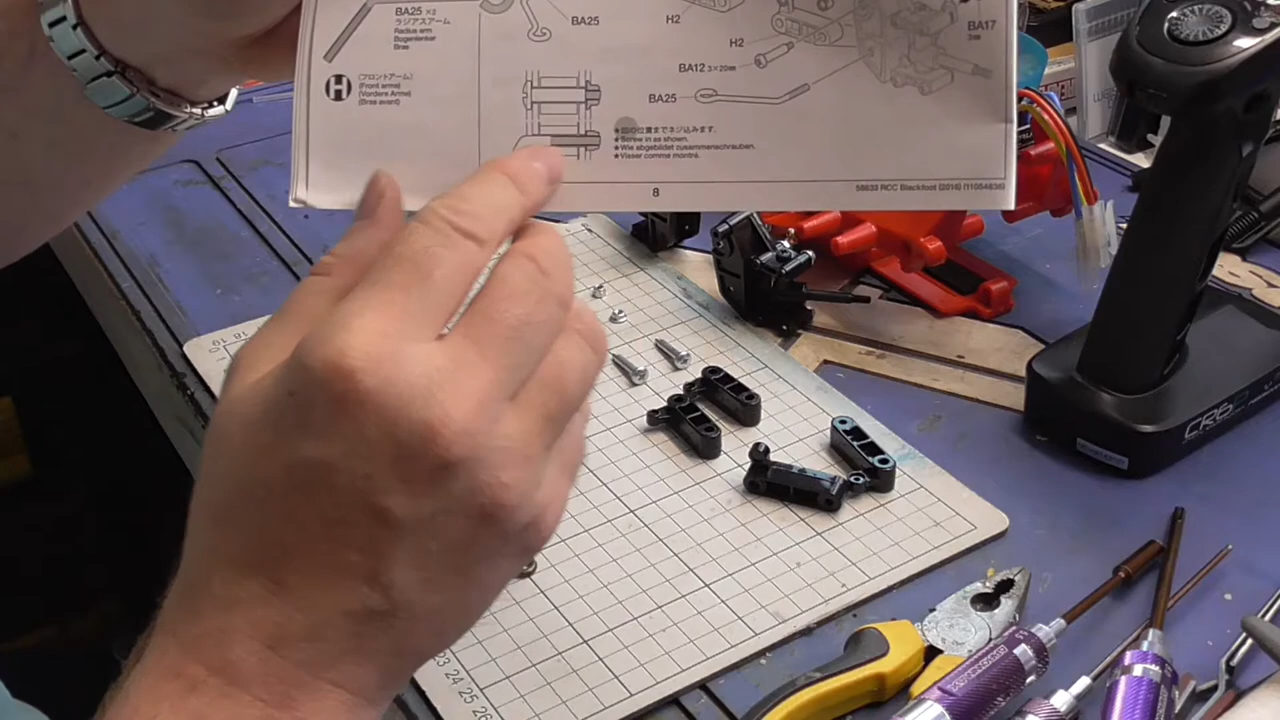 BA25 ×2
ラジアスアーム
Radius arm
Bogenlenker
Bras
H
(フロントアーム)
(Front arms)
(Vordere Arme)
(Bras avant)
BA25
H2
H2
BA12 3×20mm
BA25
BA17
3mm
★図の位置までネジ込みます。
★Screw in as shown.
★Wie abgebildet zusammenschrauben.
★Visser comme montré.
8
58633 RCC Blackfoot (2016) (11054836)
19 18 16
23 24 25 26